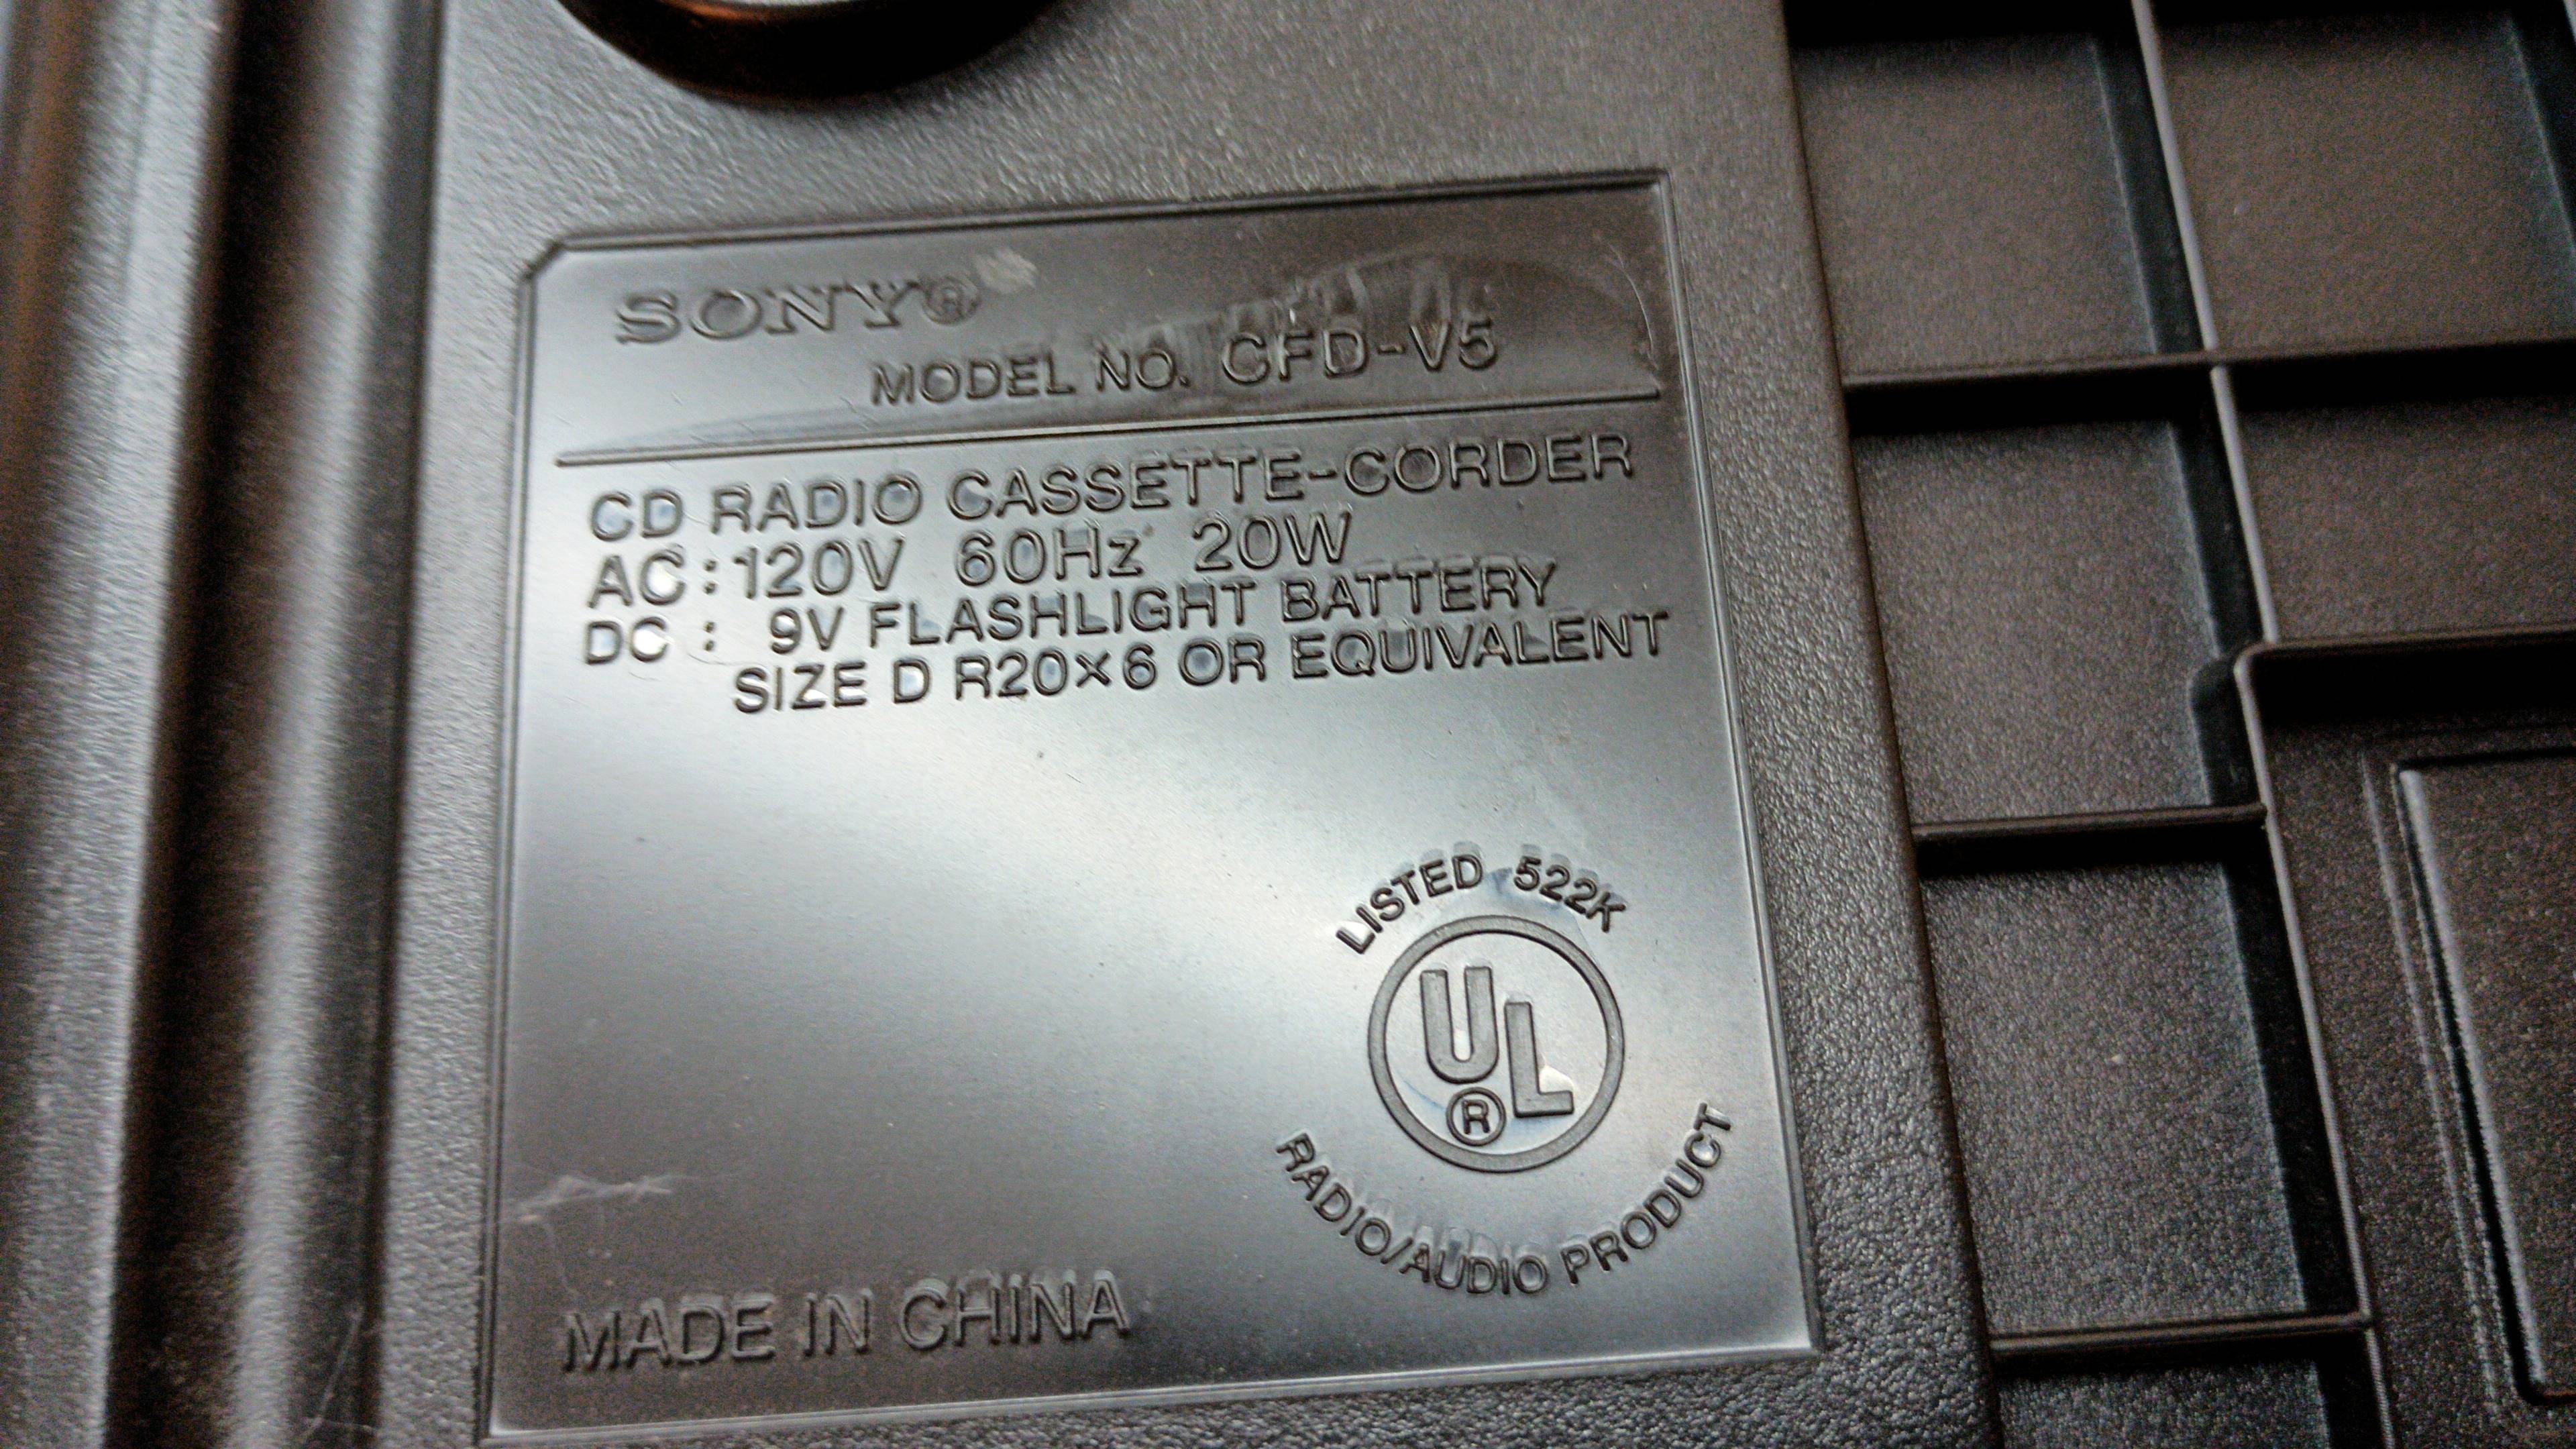 SONY®
MODEL NO. CFD-V5
CD RADIO CASSETTE-CORDER
AC : 120V 60Hz 20W
DC : 9V FLASHLIGHT BATTERY
SIZE D R20×6 OR EQUIVALENT
LISTED 522K
UL®
RADIO/AUDIO PRODUCT
MADE IN CHINA